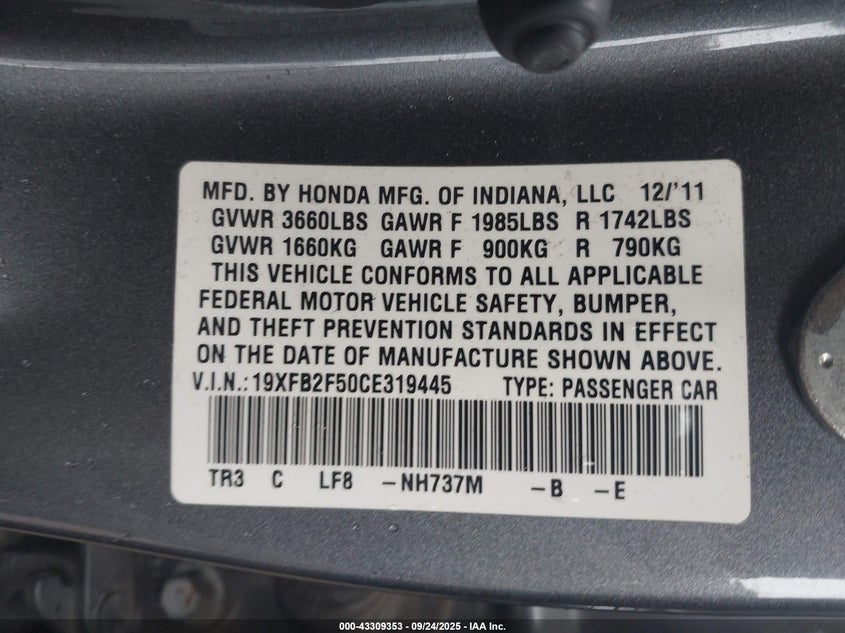 MFD. BY HONDA MFG. OF INDIANA, LLC 12/'11
GVWR 3660LBS GAWR F 1985LBS R 1742LBS
GVWR 1660KG GAWR F 900KG R 790KG
THIS VEHICLE CONFORMS TO ALL APPLICABLE
FEDERAL MOTOR VEHICLE SAFETY, BUMPER,
AND THEFT PREVENTION STANDARDS IN EFFECT
ON THE DATE OF MANUFACTURE SHOWN ABOVE.
V.I.N.:19XFB2F50CE319445 TYPE: PASSENGER CAR
TR3 C LF8 -NH737M -B -E
000-43309353 - 09/24/2025 - IAA Inc.